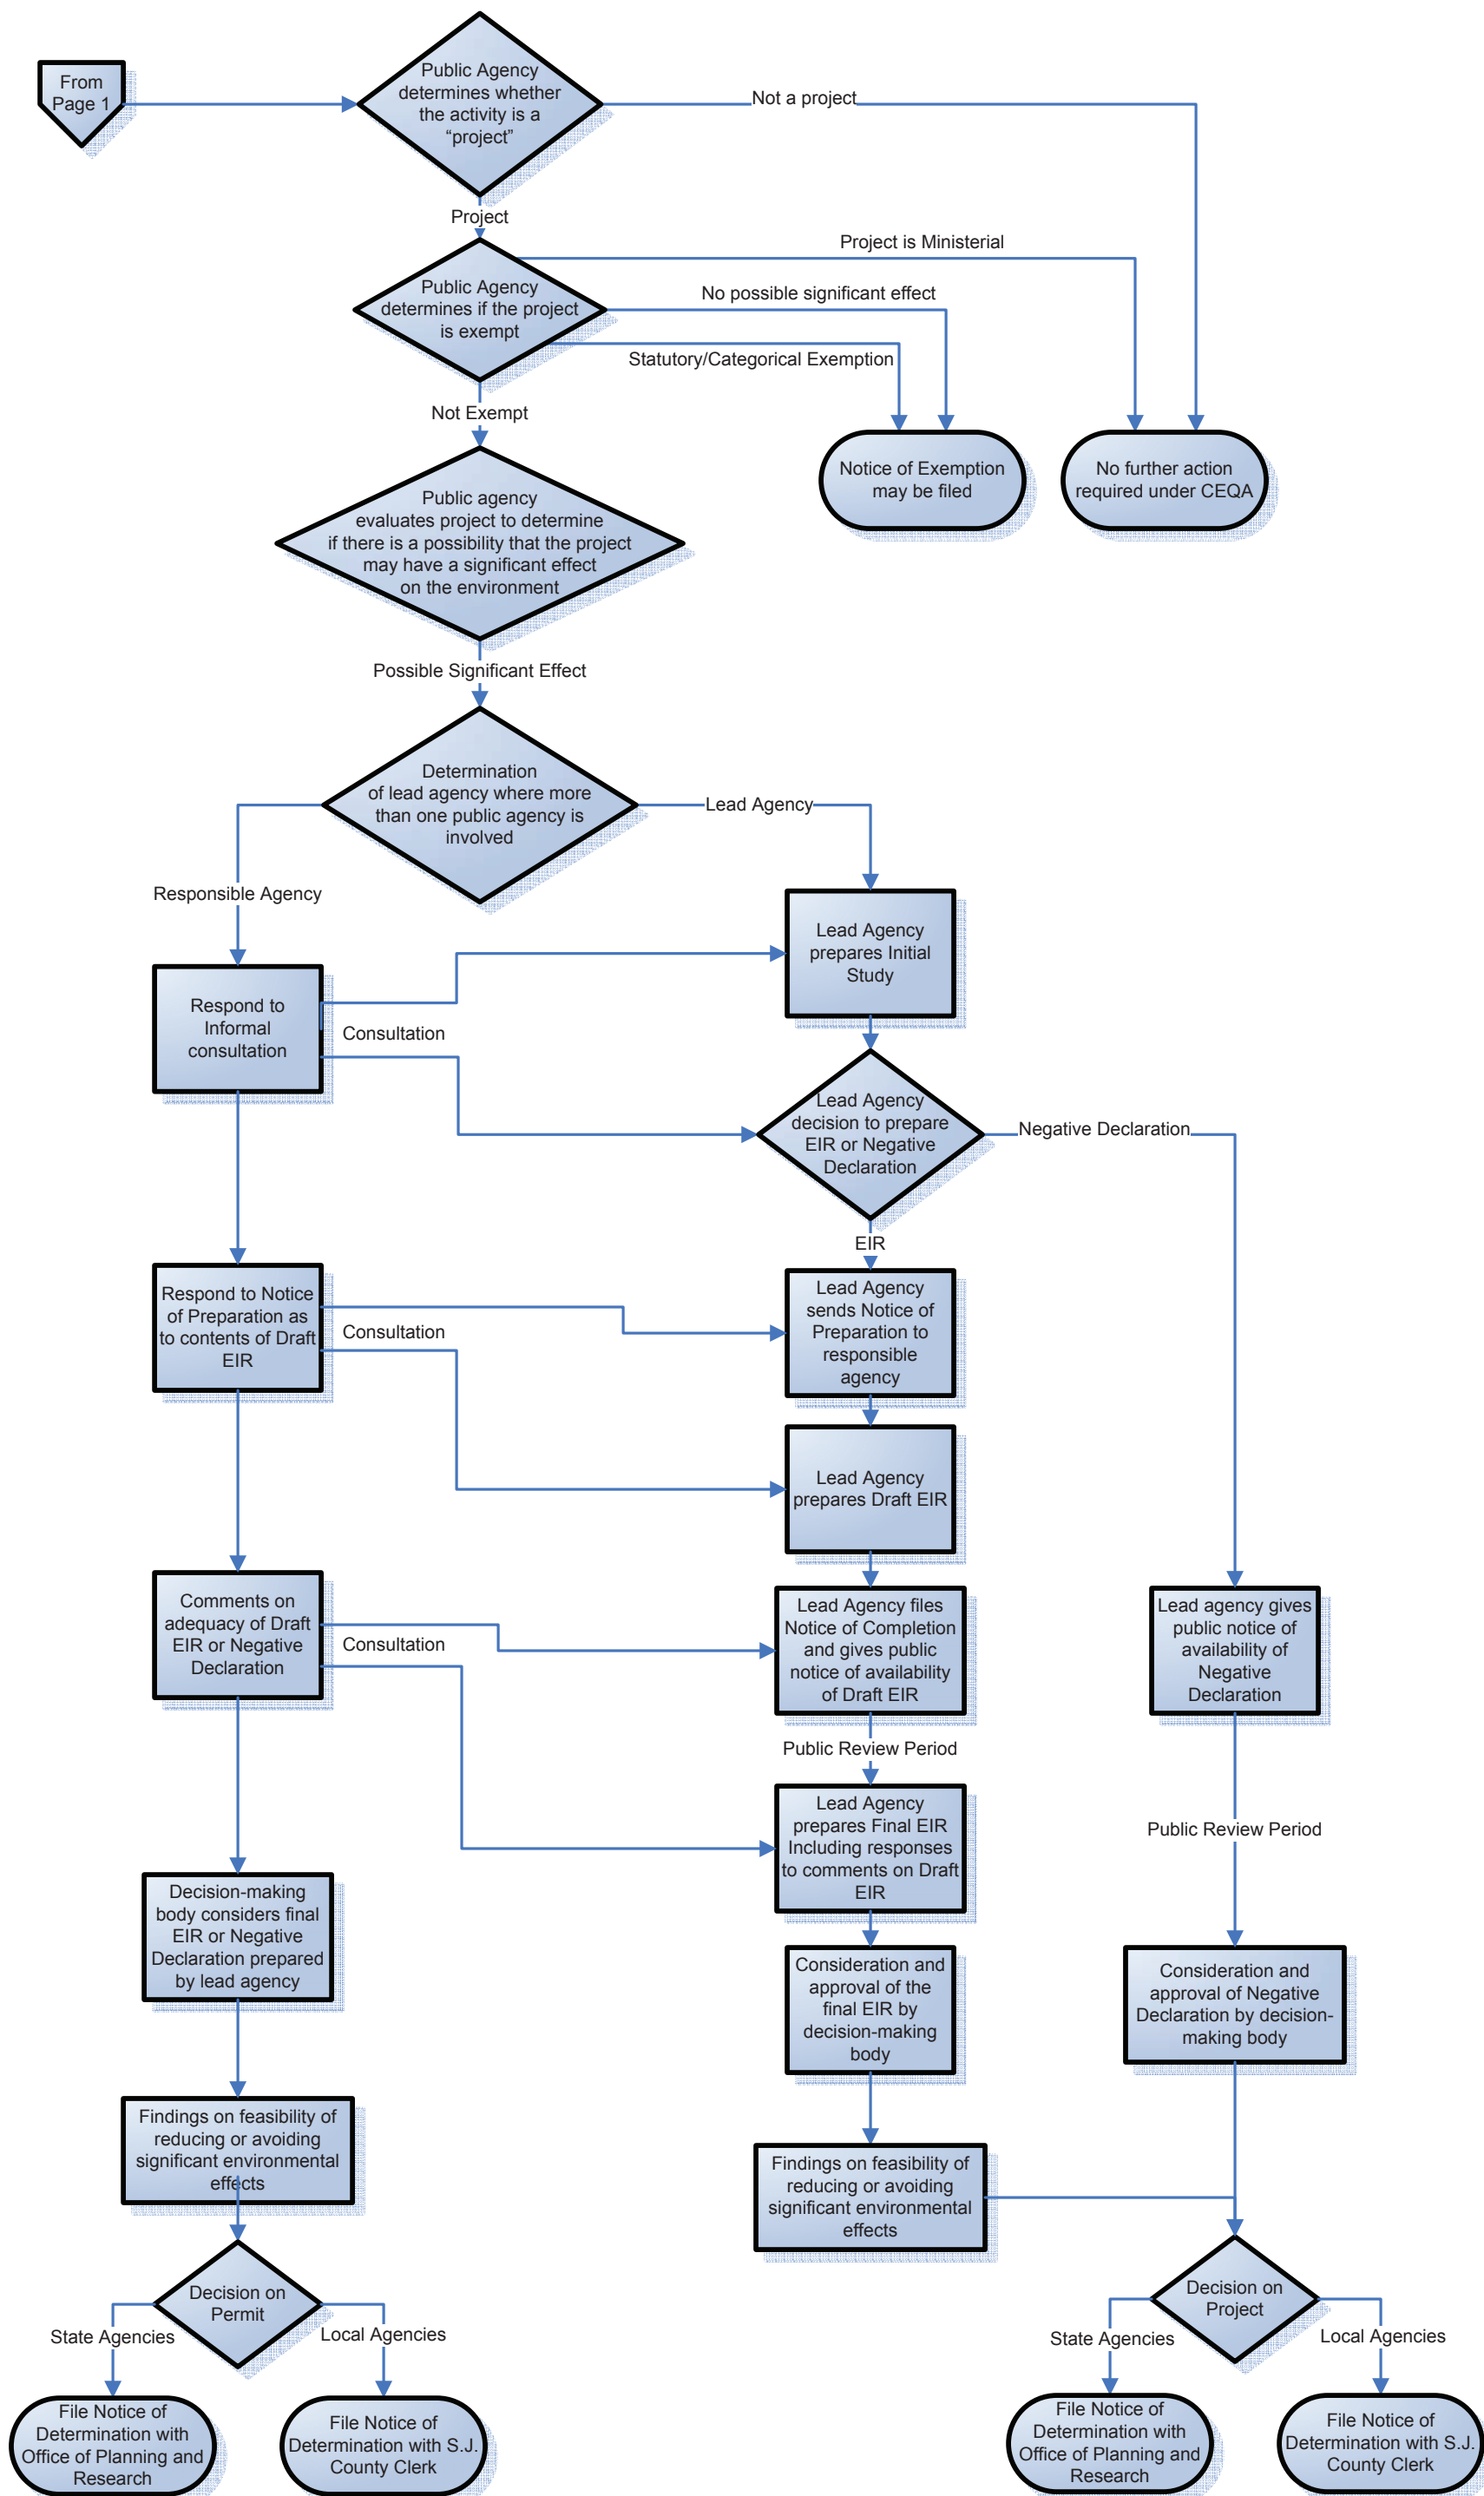 From
Page 1
Public Agency
determines whether
the activity is a
“project”
Not a project
Project
Project is Ministerial
Public Agency
determines if the project
is exempt
No possible significant effect
Statutory/Categorical Exemption
Not Exempt
Notice of Exemption
may be filed
No further action
required under CEQA
Public agency
evaluates project to determine
if there is a possibility that the project
may have a significant effect
on the environment
Possible Significant Effect
Determination
of lead agency where more
than one public agency is
involved
Lead Agency
Responsible Agency
Lead Agency
prepares Initial
Study
Respond to
Informal
consultation
Consultation
Lead Agency
decision to prepare
EIR or Negative
Declaration
Negative Declaration
EIR
Respond to Notice
of Preparation as
to contents of Draft
EIR
Consultation
Lead Agency
sends Notice of
Preparation to
responsible
agency
Lead Agency
prepares Draft EIR
Comments on
adequacy of Draft
EIR or Negative
Declaration
Consultation
Lead Agency files
Notice of Completion
and gives public
notice of availability
of Draft EIR
Lead agency gives
public notice of
availability of
Negative
Declaration
Public Review Period
Lead Agency
prepares Final EIR
Including responses
to comments on Draft
EIR
Public Review Period
Decision-making
body considers final
EIR or Negative
Declaration prepared
by lead agency
Consideration and
approval of the
final EIR by
decision-making
body
Consideration and
approval of Negative
Declaration by decision-
making body
Findings on feasibility of
reducing or avoiding
significant environmental
effects
Findings on feasibility of
reducing or avoiding
significant environmental
effects
Decision on
Permit
State Agencies
Local Agencies
Decision on
Project
State Agencies
Local Agencies
File Notice of
Determination with
Office of Planning and
Research
File Notice of
Determination with S.J.
County Clerk
File Notice of
Determination with
Office of Planning and
Research
File Notice of
Determination with S.J.
County Clerk